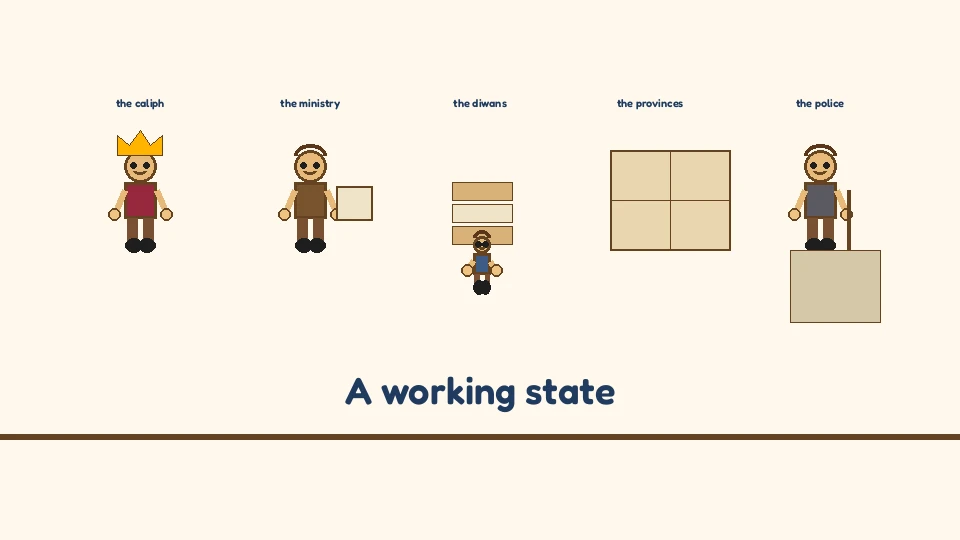 the caliph
the ministry
the diwans
the provinces
the police
A working state